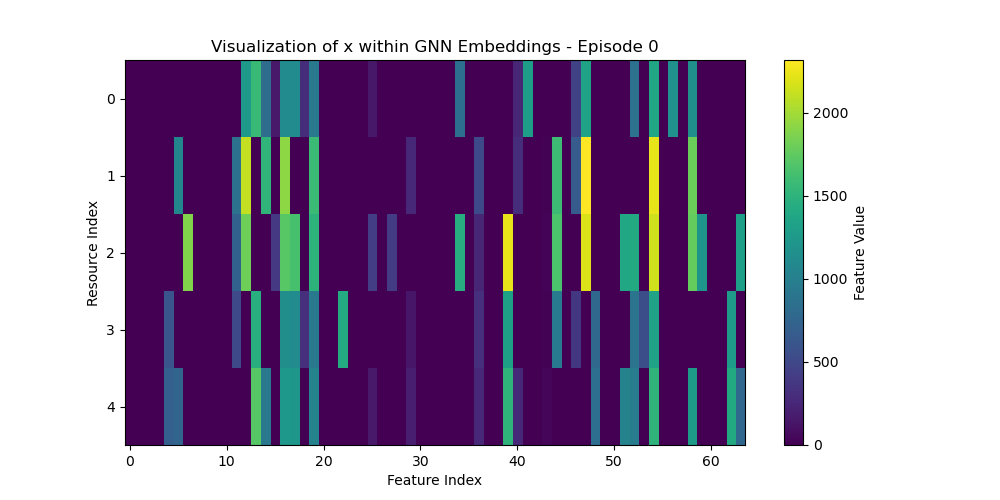 Visualization of x within GNN Embeddings - Episode 0
Resource Index
0
1
2
3
4
0 10 20 30 40 50 60
Feature Index
2000
1500
1000
500
0
Feature Value